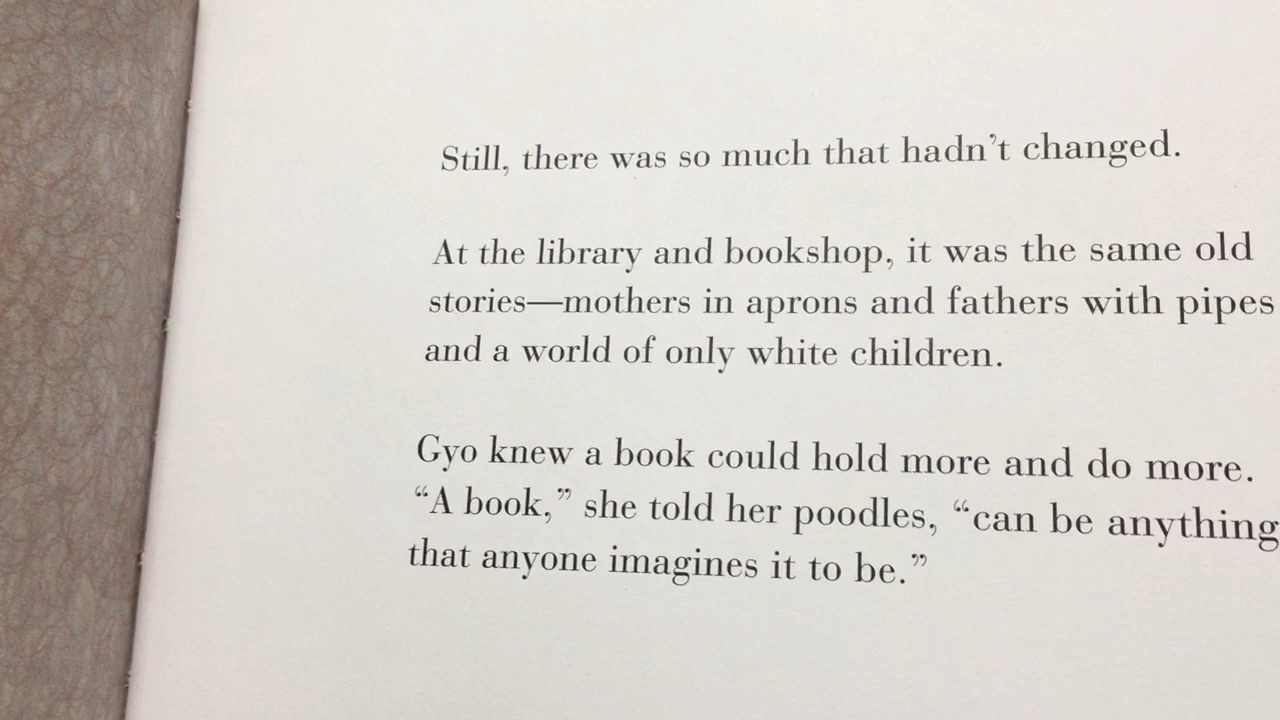 Still, there was so much that hadn’t changed.
At the library and bookshop, it was the same old
stories—mothers in aprons and fathers with pipes
and a world of only white children.
Gyo knew a book could hold more and do more.
“A book,” she told her poodles, “can be anything
that anyone imagines it to be.”